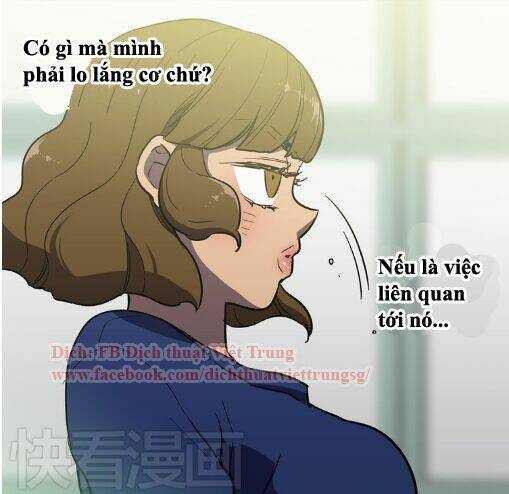 Có gì mà mình
phải lo lắng cơ chứ?
Nếu là việc
liên quan
tới nó...
Dịch: FB Dịch thuật Việt Trung
www.facebook.com/dichthuatviettrungsg/
快看漫画